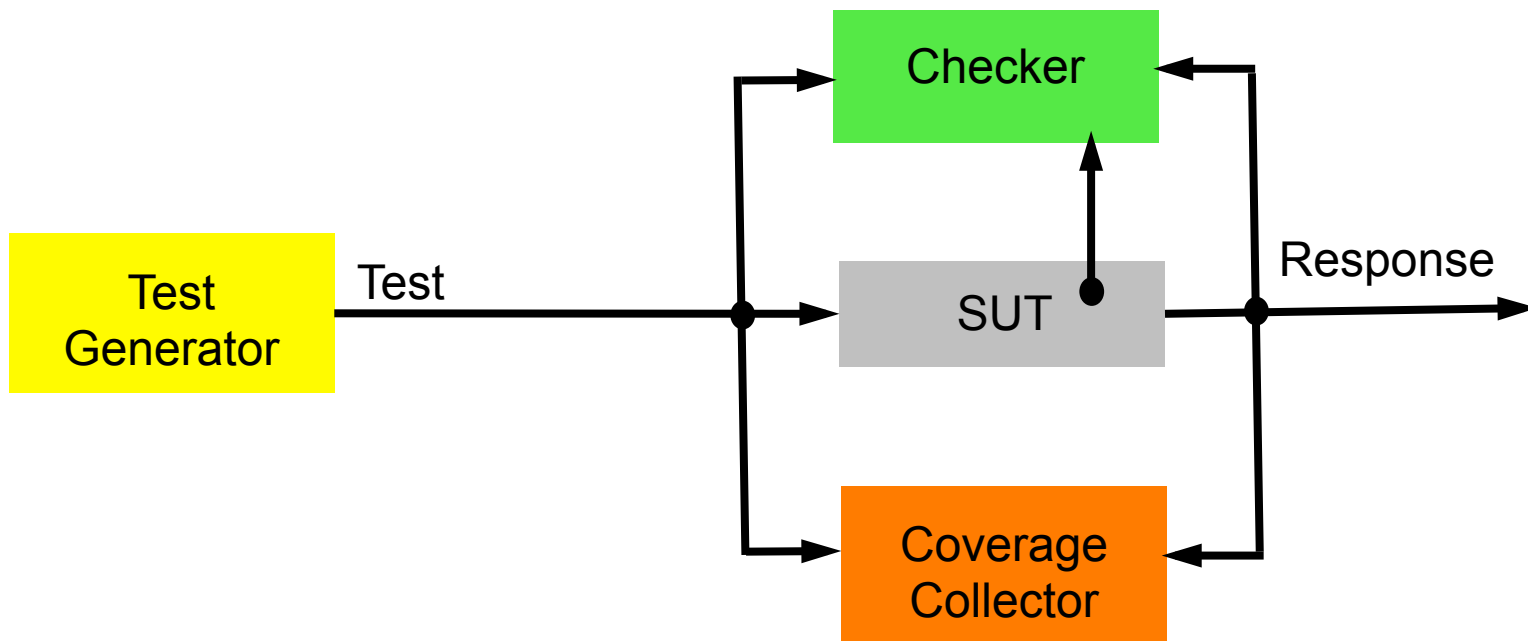 Checker
Test
Generator
Test
SUT
Response
Coverage
Collector